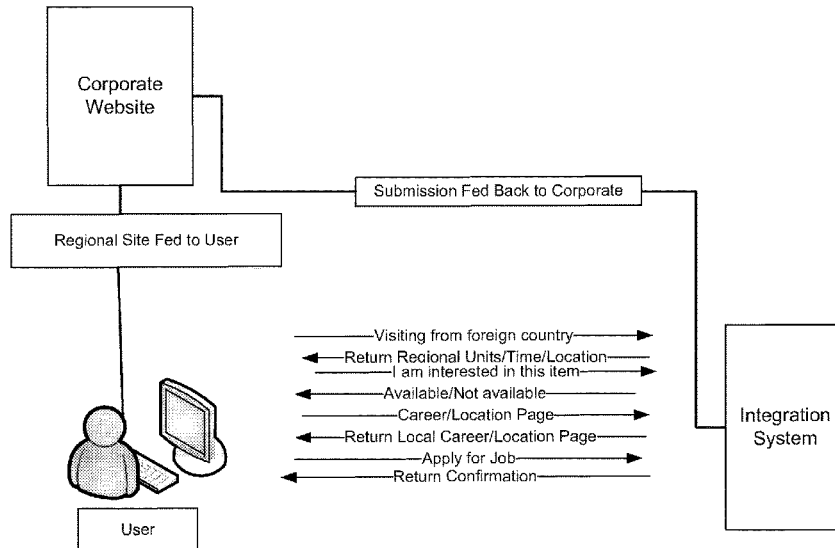 Corporate
Website
Submission Fed Back to Corporate
Regional Site Fed to User
Visiting from foreign country
Return Regional Units/Time/Location
I am interested in this item
Available/Not available
Career/Location Page
Return Local Career/Location Page
Apply for Job
Return Confirmation
Integration
System
User